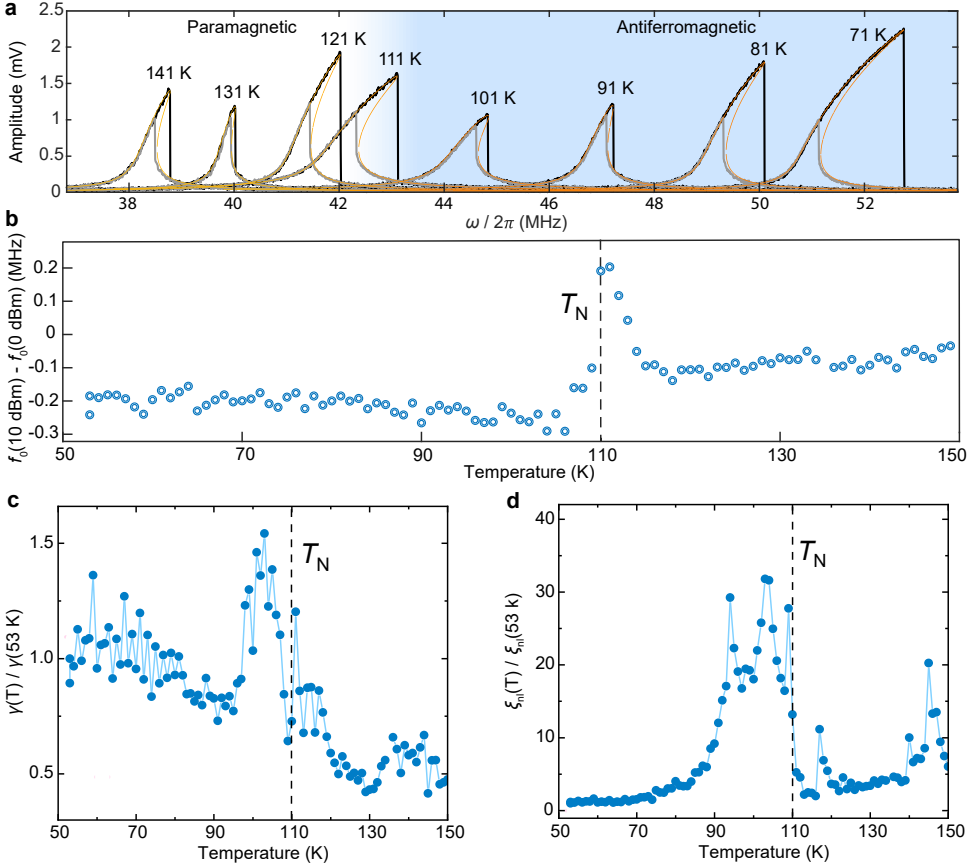 a
Paramagnetic
Antiferromagnetic
2.5
2
1.5
1
0.5
0
Amplitude (mV)
141 K
131 K
121 K
111 K
101 K
91 K
81 K
71 K
38 40 42 44 46 48 50 52
ω / 2π (MHz)
b
0.2
0.1
0
-0.1
-0.2
-0.3
f₀(10 dBm) - f₀(0 dBm) (MHz)
T_N
50 70 90 110 130 150
Temperature (K)
c
1.5
1.0
0.5
γ(T) / γ(53 K)
T_N
50 70 90 110 130 150
Temperature (K)
d
40
30
20
10
0
ξₙₗ(T) / ξₙₗ(53 k)
T_N
50 70 90 110 130 150
Temperature (K)